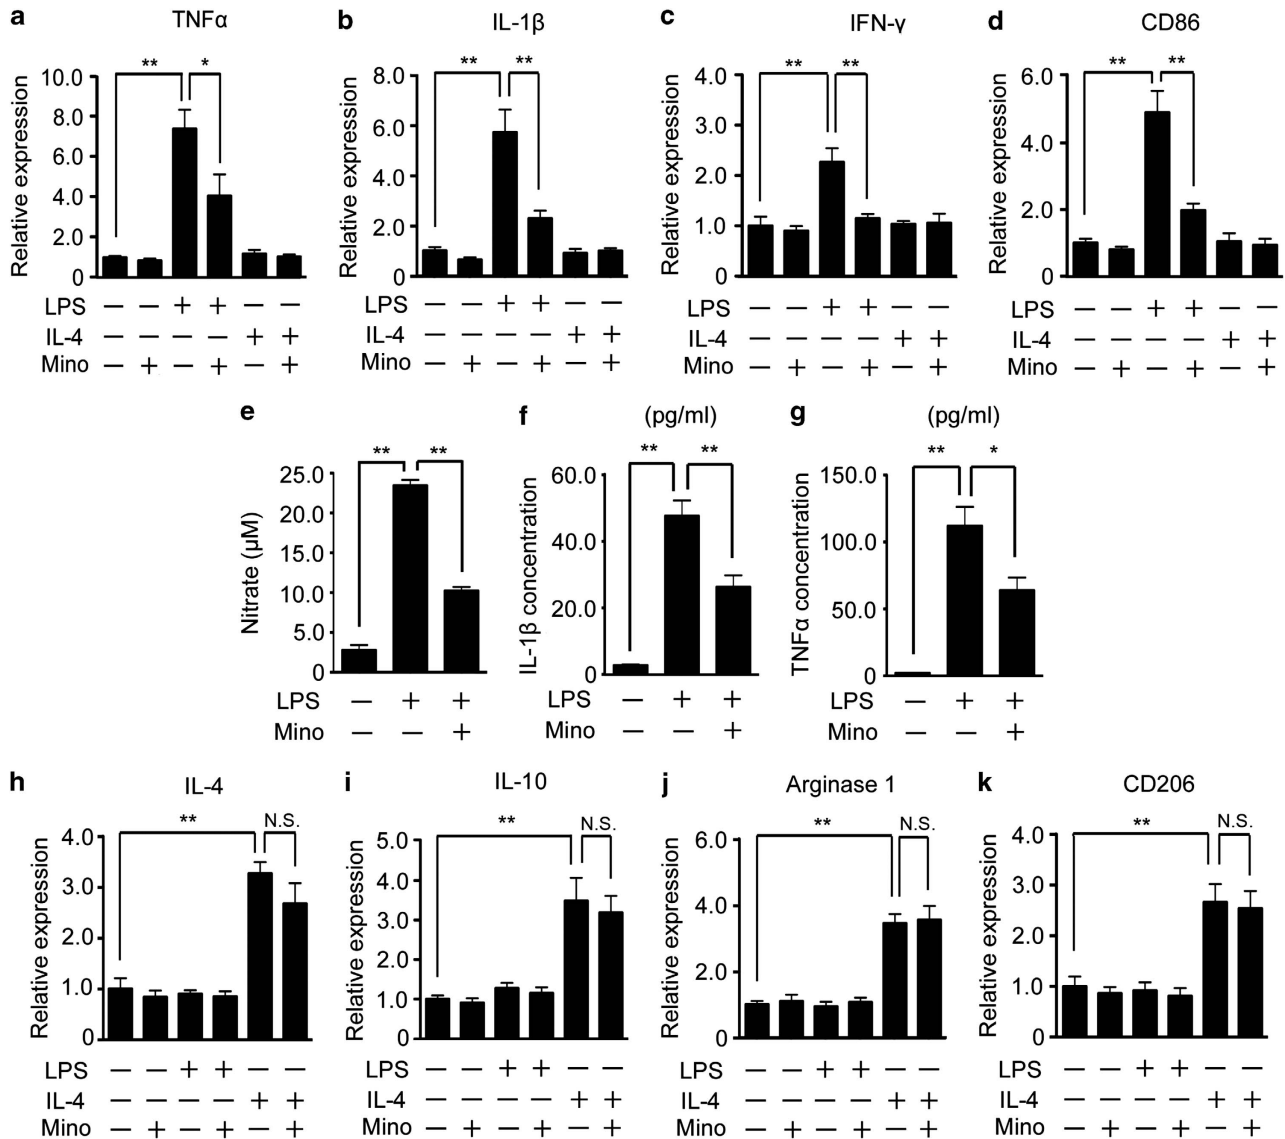 a TNFα b IL-1β c IFN-γ d CD86
** * ** ** ** ** ** **
Relative expression 10.0 8.0 6.0 4.0 2.0 0
Relative expression 8.0 6.0 4.0 2.0 0
Relative expression 4.0 3.0 2.0 1.0 0
Relative expression 6.0 4.0 2.0 0
LPS — — + + — — LPS — — + + — — LPS — — + + — — LPS — — + + — —
IL-4 — — — — + + IL-4 — — — — + + IL-4 — — — — + + IL-4 — — — — + +
Mino — + — + — + Mino — + — + — + Mino — + — + — + Mino — + — + — +
e f (pg/ml) g (pg/ml)
** ** ** ** ** *
Nitrate (μM) 25.0 20.0 15.0 10.0 5.0 0
IL-1β concentration 60.0 40.0 20.0 0
TNFα concentration 150.0 100.0 50.0 0
LPS — + + LPS — + + LPS — + +
Mino — — + Mino — — + Mino — — +
h IL-4 i IL-10 j Arginase 1 k CD206
** N.S. ** N.S. ** N.S. ** N.S.
Relative expression 4.0 3.0 2.0 1.0 0
Relative expression 5.0 4.0 3.0 2.0 1.0 0
Relative expression 6.0 4.0 2.0 0
Relative expression 4.0 3.0 2.0 1.0 0
LPS — — + + — — LPS — — + + — — LPS — — + + — — LPS — — + + — —
IL-4 — — — — + + IL-4 — — — — + + IL-4 — — — — + + IL-4 — — — — + +
Mino — + — + — + Mino — + — + — + Mino — + — + — + Mino — + — + — +